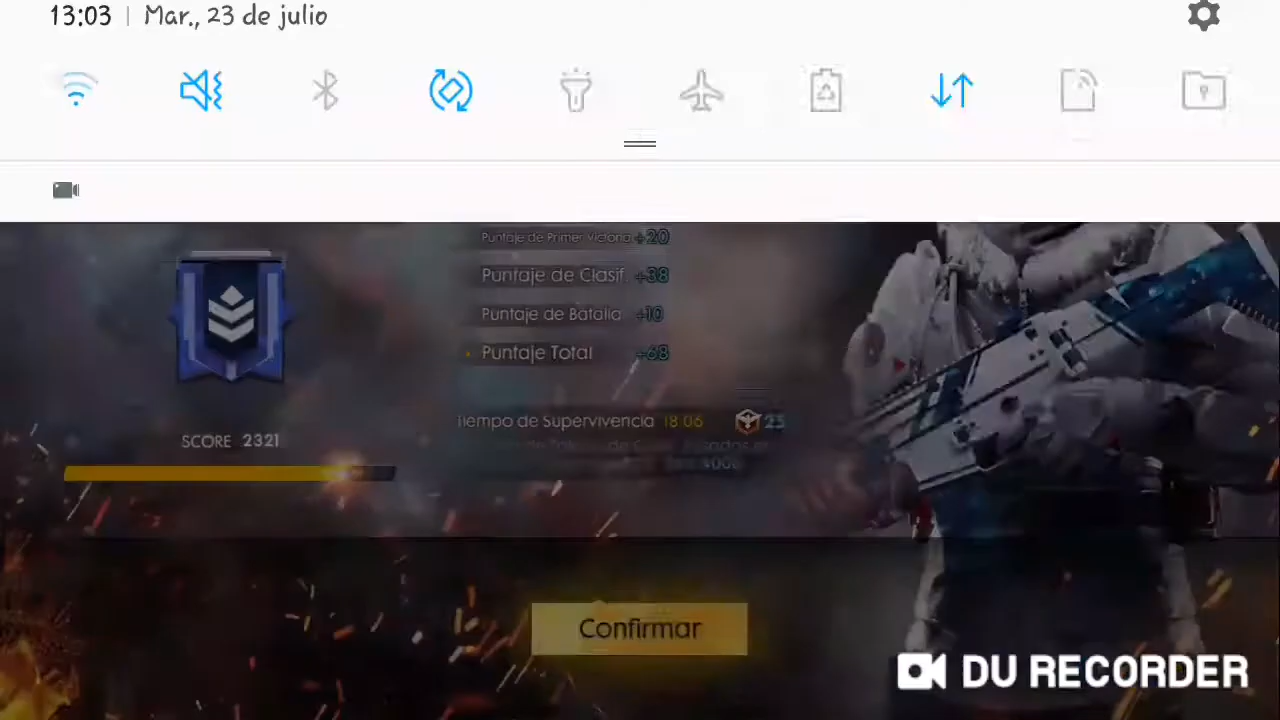 13:03 | Mar., 23 de julio
Puntaje de Primer Victoria +20
Puntaje de Clasif. +38
Puntaje de Batalla +10
Puntaje Total +68
Tiempo de Supervivencia 18:06 23
SCORE 2321
Confirmar
DU RECORDER